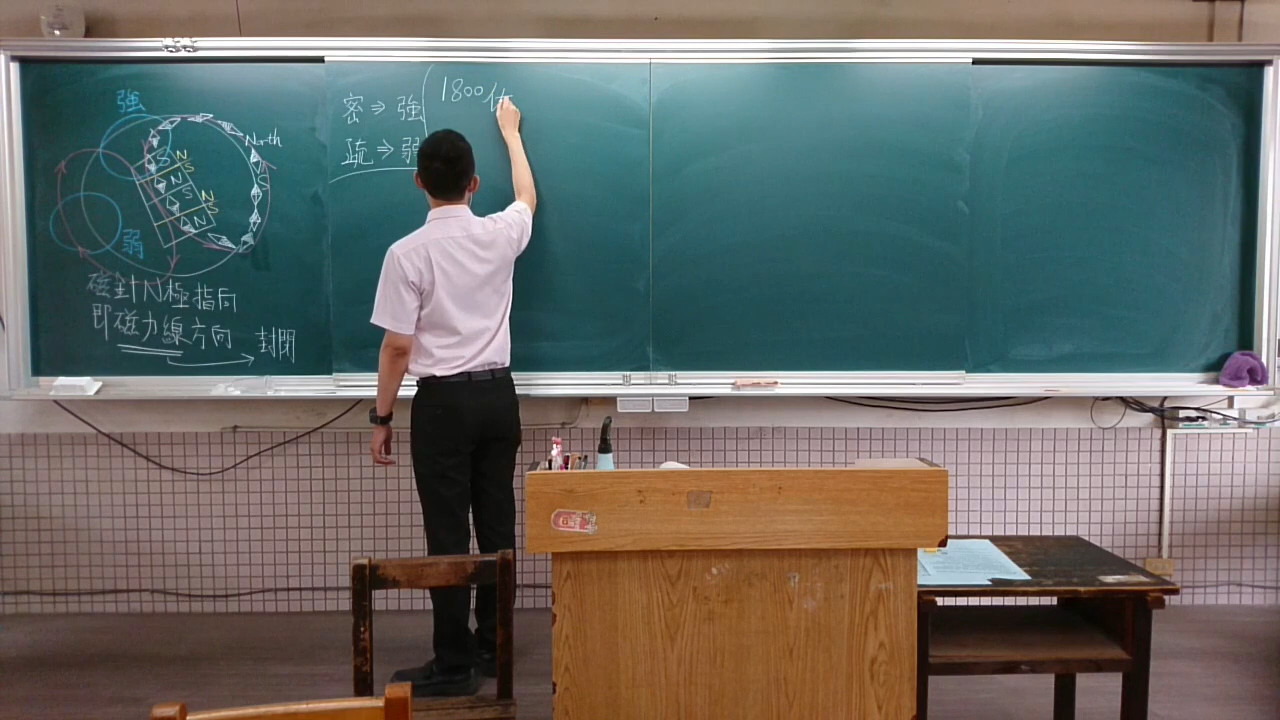 強
North
S N S
N
S N S
N S
S
弱
磁針N極指向
即磁力線方向 → 封閉
密 ⇒ 強
疏 ⇒ 弱
1800